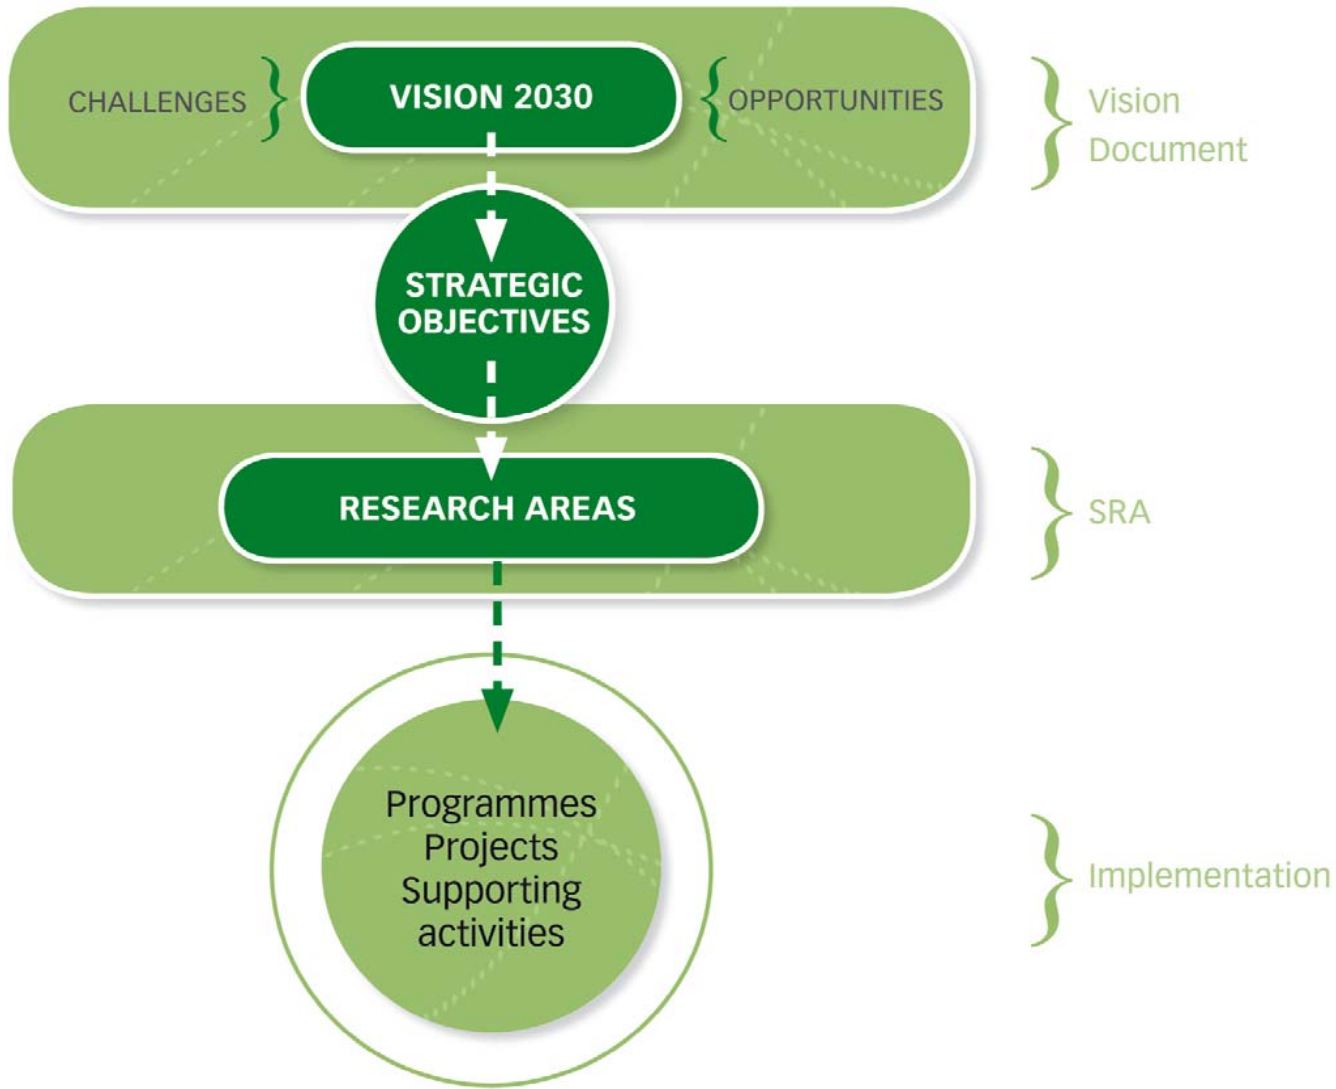 CHALLENGES
VISION 2030
OPPORTUNITIES
Vision
Document
STRATEGIC
OBJECTIVES
RESEARCH AREAS
SRA
Programmes
Projects
Supporting
activities
Implementation